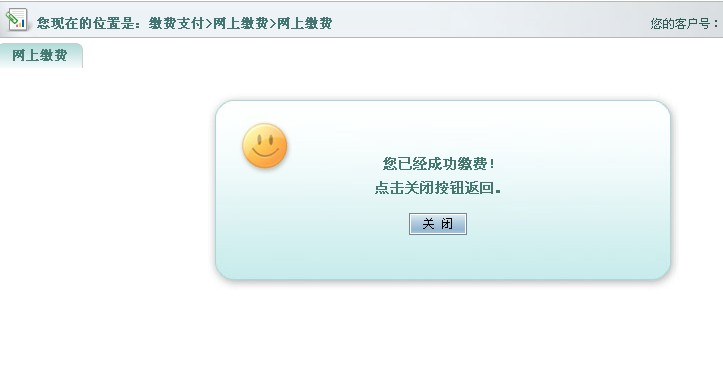 您现在的位置是：缴费支付>网上缴费>网上缴费
您的客户号：
网上缴费
您已经成功缴费！
点击关闭按钮返回。
关 闭